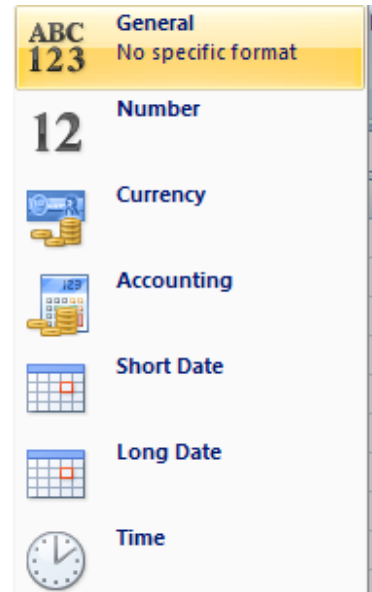 ABC
123
General
No specific format
12
Number
Currency
123
Accounting
Short Date
Long Date
Time